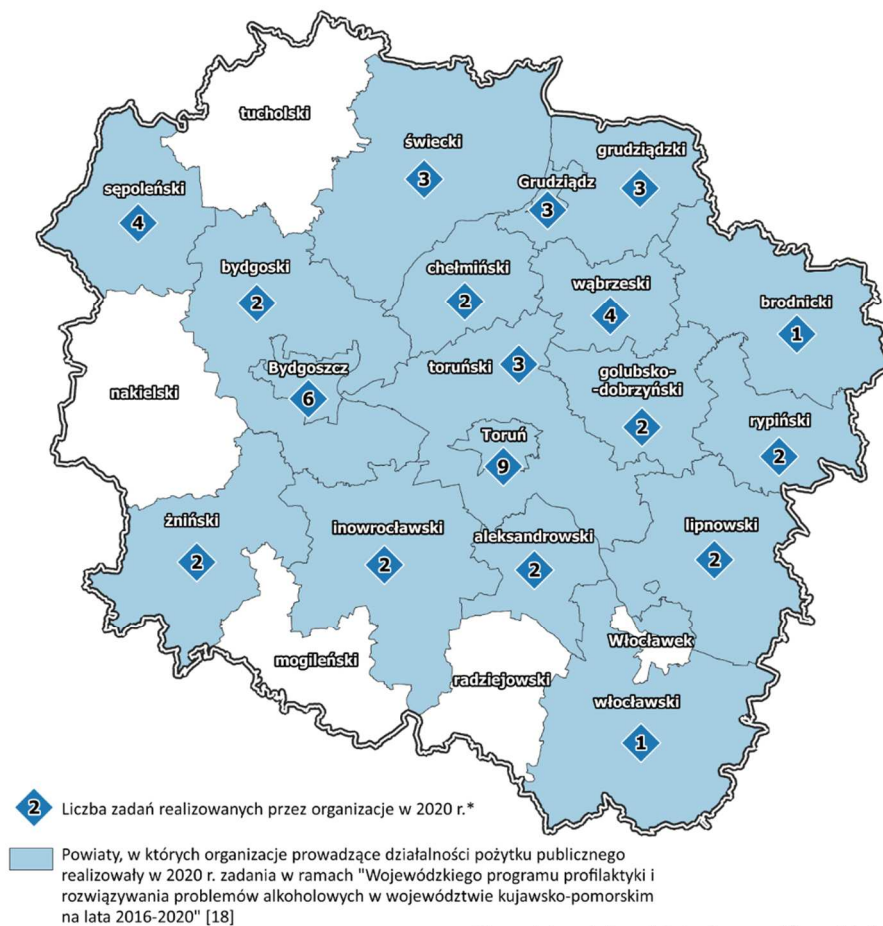 tucholski
świecki
3
grudziądzki
3
Grudziądz
3
sępoleński
4
bydgoski
2
chełmiński
2
wąbrzeski
4
brodnicki
1
nakielski
Bydgoszcz
6
toruński
3
golubsko-
-dobrzyński
2
rypiński
2
Toruń
9
żniński
2
inowrocławski
2
aleksandrowski
2
lipnowski
2
mogileński
radziejowski
Włocławek
włocławski
1
2 Liczba zadań realizowanych przez organizacje w 2020 r.*
Powiaty, w których organizacje prowadzące działalności pożytku publicznego
realizowały w 2020 r. zadania w ramach "Wojewódzkiego programu profilaktyki i
rozwiązywania problemów alkoholowych w województwie kujawsko-pomorskim
na lata 2016-2020" [18]